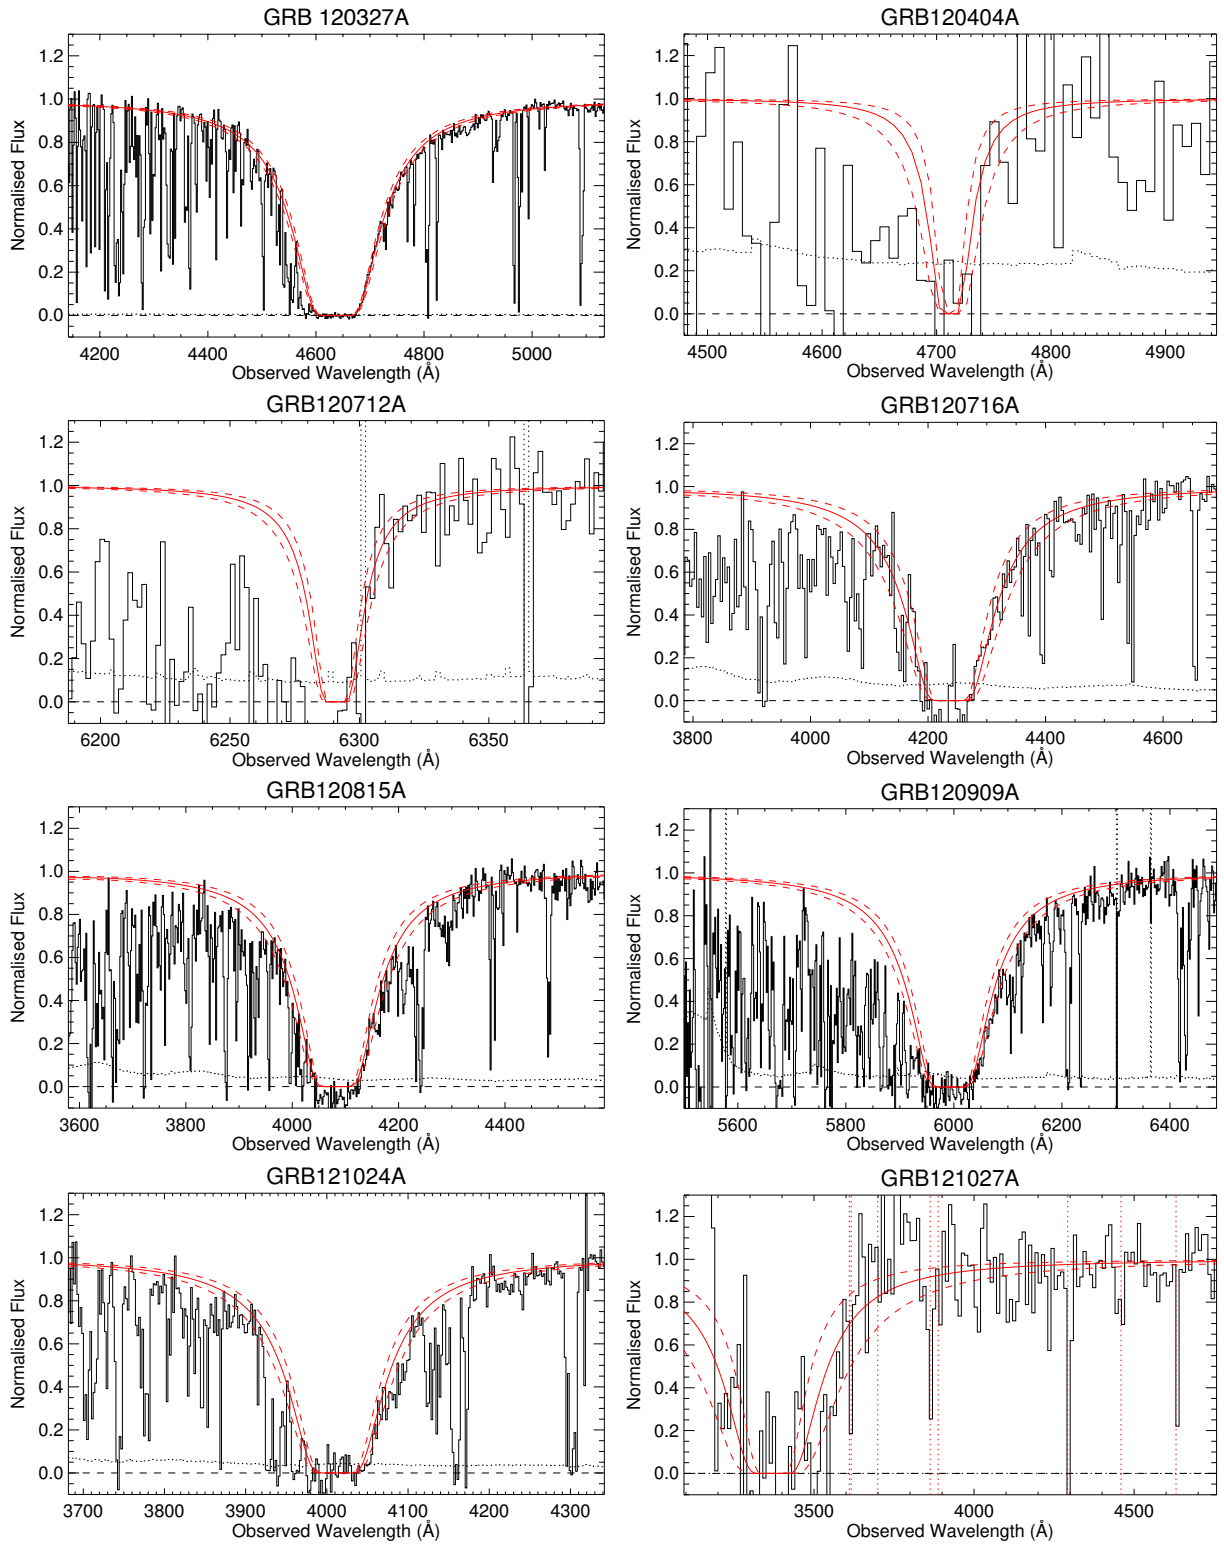 GRB 120327A
GRB120404A
Normalised Flux
1.2
1.0
0.8
0.6
0.4
0.2
0.0
4200 4400 4600 4800 5000
Observed Wavelength (Å)
Normalised Flux
1.2
1.0
0.8
0.6
0.4
0.2
0.0
4500 4600 4700 4800 4900
Observed Wavelength (Å)
GRB120712A
GRB120716A
Normalised Flux
1.2
1.0
0.8
0.6
0.4
0.2
0.0
6200 6250 6300 6350
Observed Wavelength (Å)
Normalised Flux
1.2
1.0
0.8
0.6
0.4
0.2
0.0
3800 4000 4200 4400 4600
Observed Wavelength (Å)
GRB120815A
GRB120909A
Normalised Flux
1.2
1.0
0.8
0.6
0.4
0.2
0.0
3600 3800 4000 4200 4400
Observed Wavelength (Å)
Normalised Flux
1.2
1.0
0.8
0.6
0.4
0.2
0.0
5600 5800 6000 6200 6400
Observed Wavelength (Å)
GRB121024A
GRB121027A
Normalised Flux
1.2
1.0
0.8
0.6
0.4
0.2
0.0
3700 3800 3900 4000 4100 4200 4300
Observed Wavelength (Å)
Normalised Flux
1.2
1.0
0.8
0.6
0.4
0.2
0.0
3500 4000 4500
Observed Wavelength (Å)